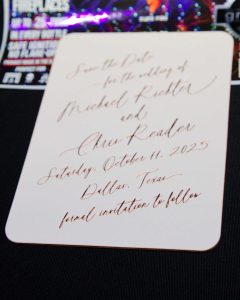 FIREPLACES
Save the Date
for the wedding of
Michael Richter
and
Chris Reader
Saturday, October 11, 2025
Dallas, Texas
formal invitation to follow